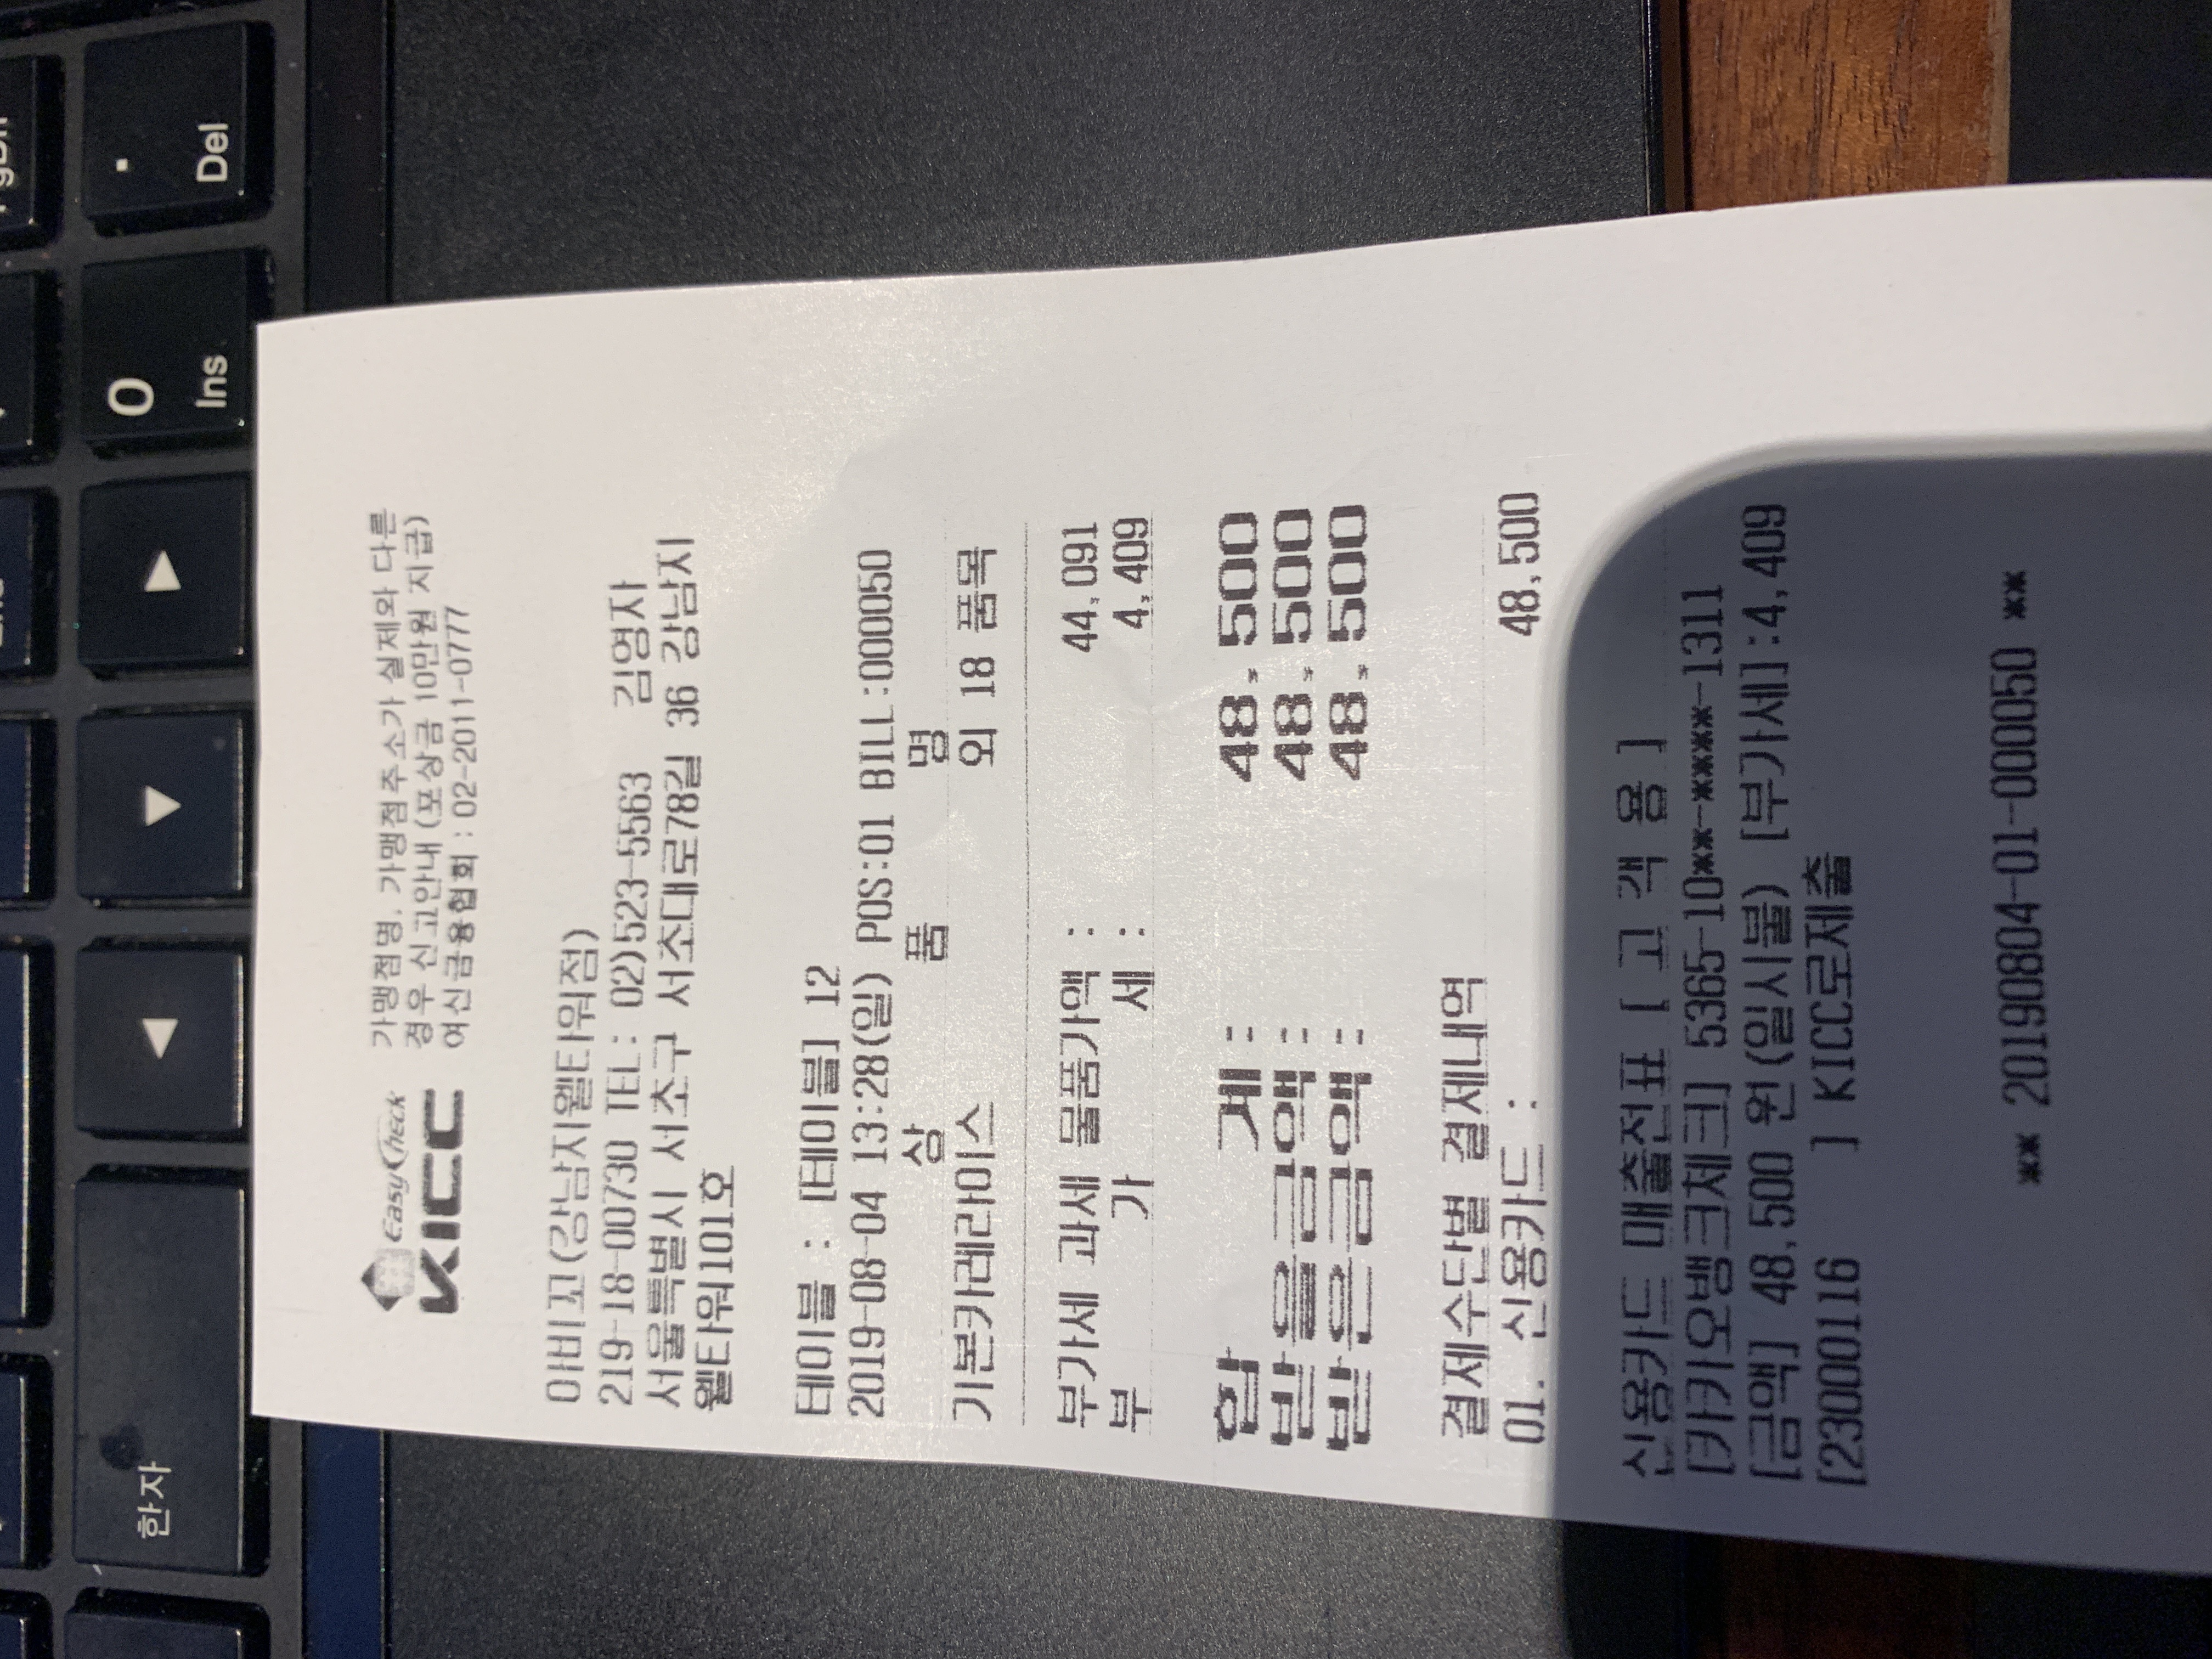 End
PgDn
한자
◀ ▼ ▶
0
Ins
.
Del
EasyCheck
KICC
가맹점명, 가맹점주소가 실제와 다른
경우 신고안내 (포상금 10만원 지급)
여신금융협회 : 02-2011-0777
아비꼬(강남지웰타워점)
219-18-00730 TEL: 02)523-5563 김영자
서울특별시 서초구 서초대로78길 36 강남지
웰타워101호
테이블 : [테이블] 12
2019-08-04 13:28(일) POS:01 BILL:000050
상 품 명
기본카레라이스 외 18 품목
부가세 과세 물품가액 : 44,091
부 가 세 : 4,409
합 계: 48,500
받을금액: 48,500
받은금액: 48,500
결제수단별 결제내역
01. 신용카드 : 48,500
신용카드 매출전표 [ 고 객 용 ]
[카카오뱅크체크] 5365-10**-****-1311
[금액] 48,500 원(일시불) [부가세]:4,409
[23000116 ] KICC로제출
** 20190804-01-000050 **